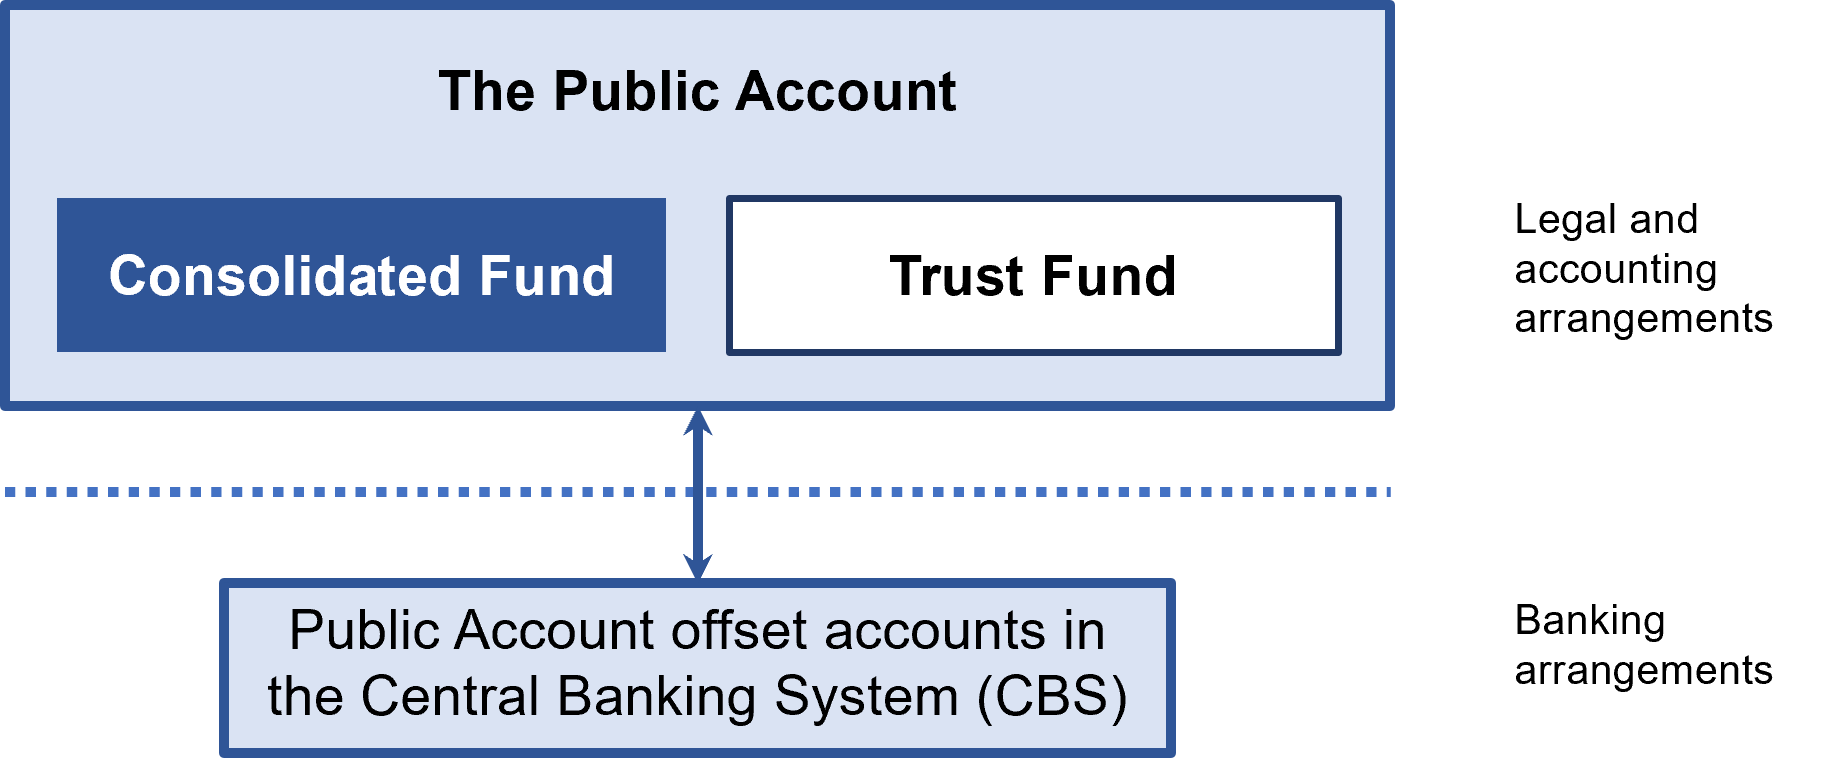 The Public Account
Consolidated Fund
Trust Fund
Legal and
accounting
arrangements
Public Account offset accounts in
the Central Banking System (CBS)
Banking
arrangements